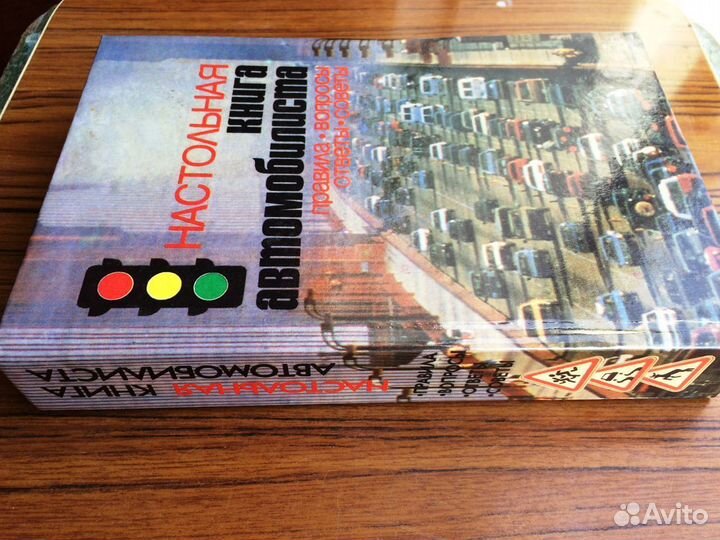 НАСТОЛЬНАЯ
книга
автомобилиста
правила · вопросы
ответы · советы
НАСТОЛЬНАЯ КНИГА
АВТОМОБИЛИСТА
• ПРАВИЛА
• ВОПРОСЫ
• ОТВЕТЫ
• СОВЕТЫ
Avito